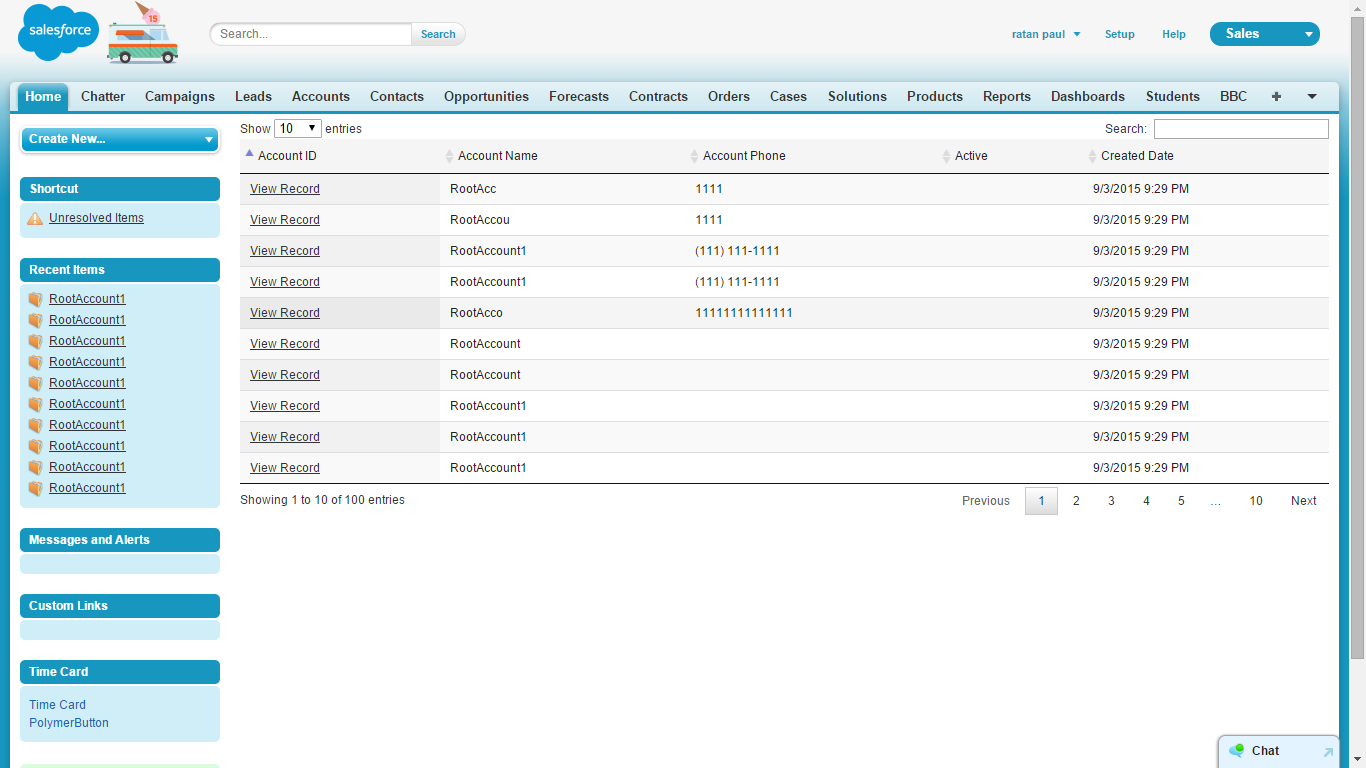 salesforce 15 Search... Search ratan paul Setup Help Sales
Home Chatter Campaigns Leads Accounts Contacts Opportunities Forecasts Contracts Orders Cases Solutions Products Reports Dashboards Students BBC
Create New...
Shortcut
Unresolved Items
Recent Items
RootAccount1
RootAccount1
RootAccount1
RootAccount1
RootAccount1
RootAccount1
RootAccount1
RootAccount1
RootAccount1
RootAccount1
Messages and Alerts
Custom Links
Time Card
Time Card
PolymerButton
Show 10 entries Search:
Account ID Account Name Account Phone Active Created Date
View Record RootAcc 1111 9/3/2015 9:29 PM
View Record RootAccou 1111 9/3/2015 9:29 PM
View Record RootAccount1 (111) 111-1111 9/3/2015 9:29 PM
View Record RootAccount1 (111) 111-1111 9/3/2015 9:29 PM
View Record RootAcco 11111111111111 9/3/2015 9:29 PM
View Record RootAccount 9/3/2015 9:29 PM
View Record RootAccount 9/3/2015 9:29 PM
View Record RootAccount1 9/3/2015 9:29 PM
View Record RootAccount1 9/3/2015 9:29 PM
View Record RootAccount1 9/3/2015 9:29 PM
Showing 1 to 10 of 100 entries Previous 1 2 3 4 5 ... 10 Next
Chat